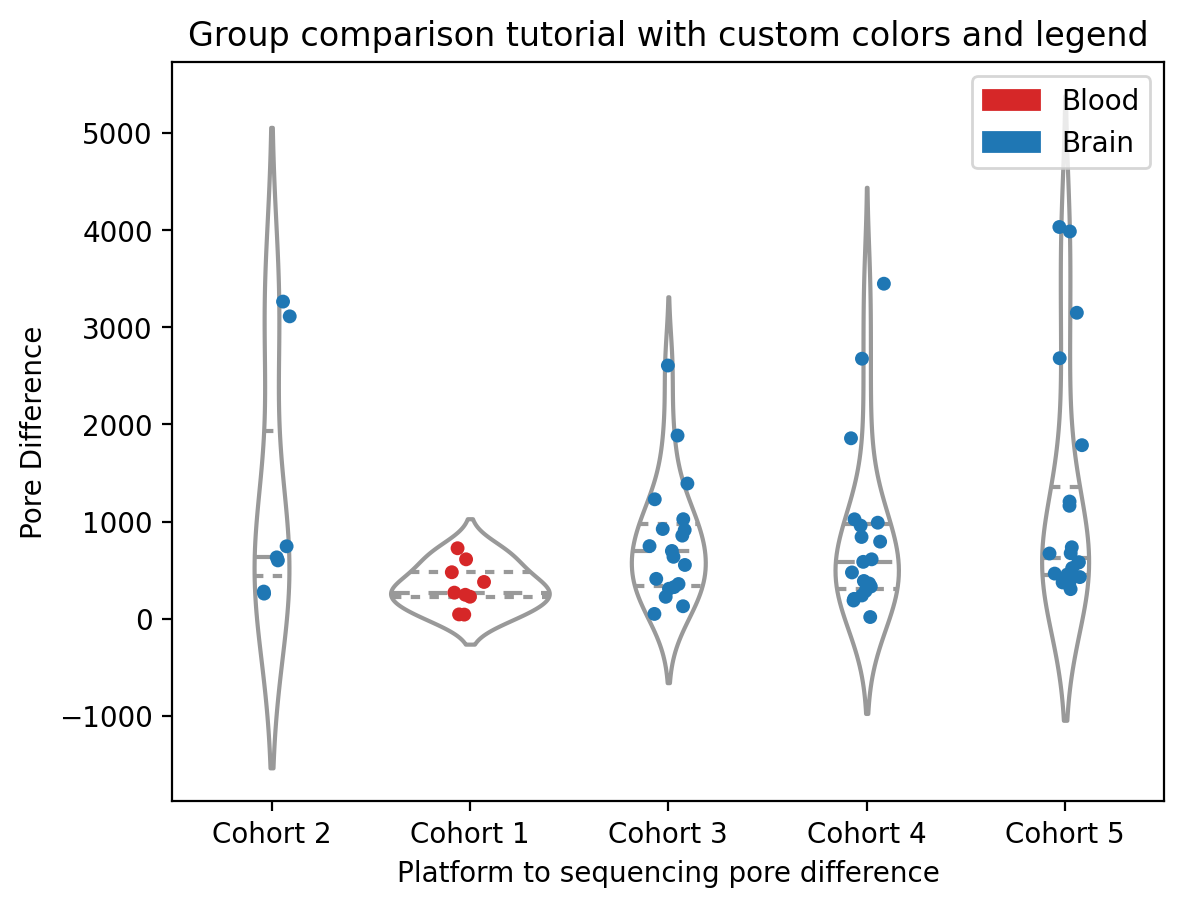 Group comparison tutorial with custom colors and legend
Blood
Brain
5000
4000
3000
2000
1000
0
−1000
Pore Difference
Cohort 2
Cohort 1
Cohort 3
Cohort 4
Cohort 5
Platform to sequencing pore difference